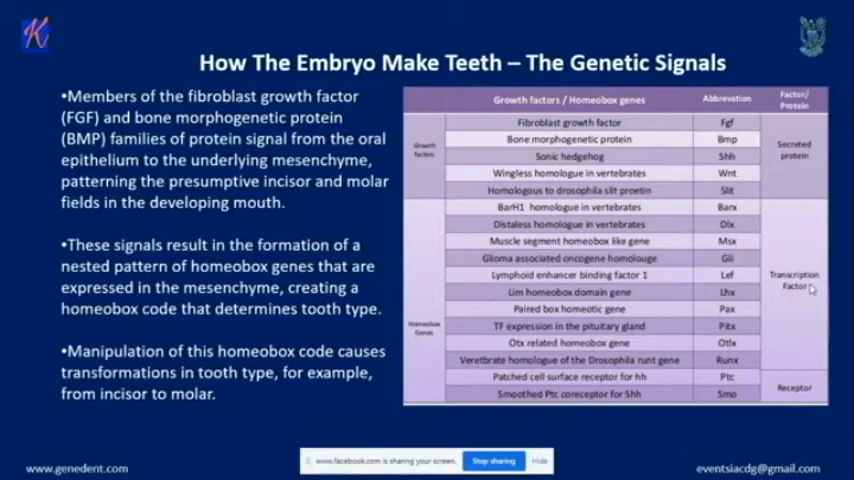 K
How The Embryo Make Teeth – The Genetic Signals
•Members of the fibroblast growth factor
(FGF) and bone morphogenetic protein
(BMP) families of protein signal from the oral
epithelium to the underlying mesenchyme,
patterning the presumptive incisor and molar
fields in the developing mouth.
•These signals result in the formation of a
nested pattern of homeobox genes that are
expressed in the mesenchyme, creating a
homeobox code that determines tooth type.
•Manipulation of this homeobox code causes
transformations in tooth type, for example,
from incisor to molar.
Growth factors / Homeobox genes Abbrevation Factor/
Protein
Growth
factors
Fibroblast growth factor Fgf
Bone morphogenetic protein Bmp
Sonic hedgehog Shh
Wingless homologue in vertebrates Wnt
Homologous to drosophila slit proetin Slit
Secreted
protein
Homeobox
Genes
BarH1 homologue in vertebrates Barx
Distaless homologue in vertebrates Dlx
Muscle segment homeobox like gene Msx
Glioma associated oncogene homolouge Gli
Lymphoid enhancer binding factor 1 Lef
Lim homeobox domain gene Lhx
Paired box homeotic gene Pax
TF expression in the pituitary gland Pitx
Otx related homeobox gene Otlx
Veretbrate homologue of the Drosophila runt gene Runx
Transcription
Factor
Patched cell surface receptor for hh Ptc
Smoothed Ptc coreceptor for Shh Smo
Receptor
www.facebook.com is sharing your screen. Stop sharing Hide
www.genedent.com eventsiacdg@gmail.com